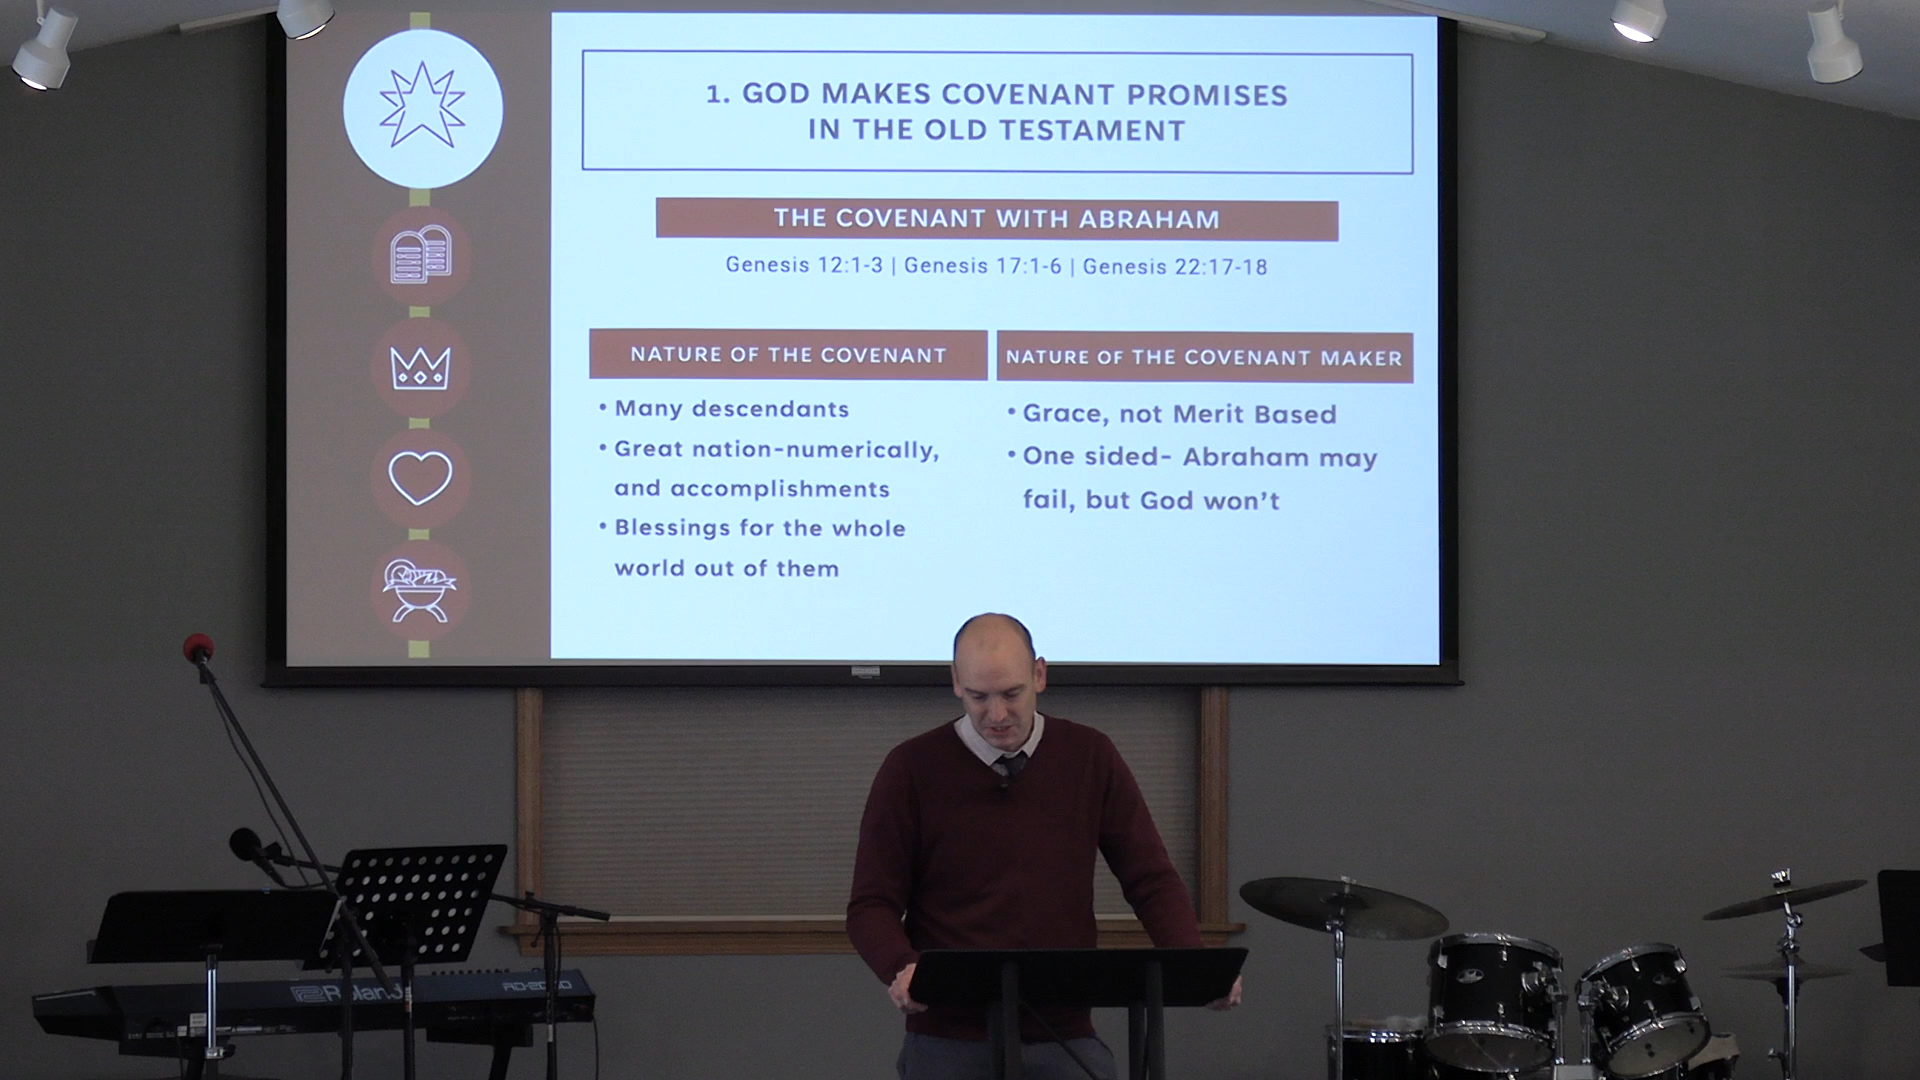 1. GOD MAKES COVENANT PROMISES
IN THE OLD TESTAMENT
THE COVENANT WITH ABRAHAM
Genesis 12:1-3 | Genesis 17:1-6 | Genesis 22:17-18
NATURE OF THE COVENANT
• Many descendants
• Great nation-numerically,
and accomplishments
• Blessings for the whole
world out of them
NATURE OF THE COVENANT MAKER
• Grace, not Merit Based
• One sided- Abraham may
fail, but God won't
Roland
RD-2000